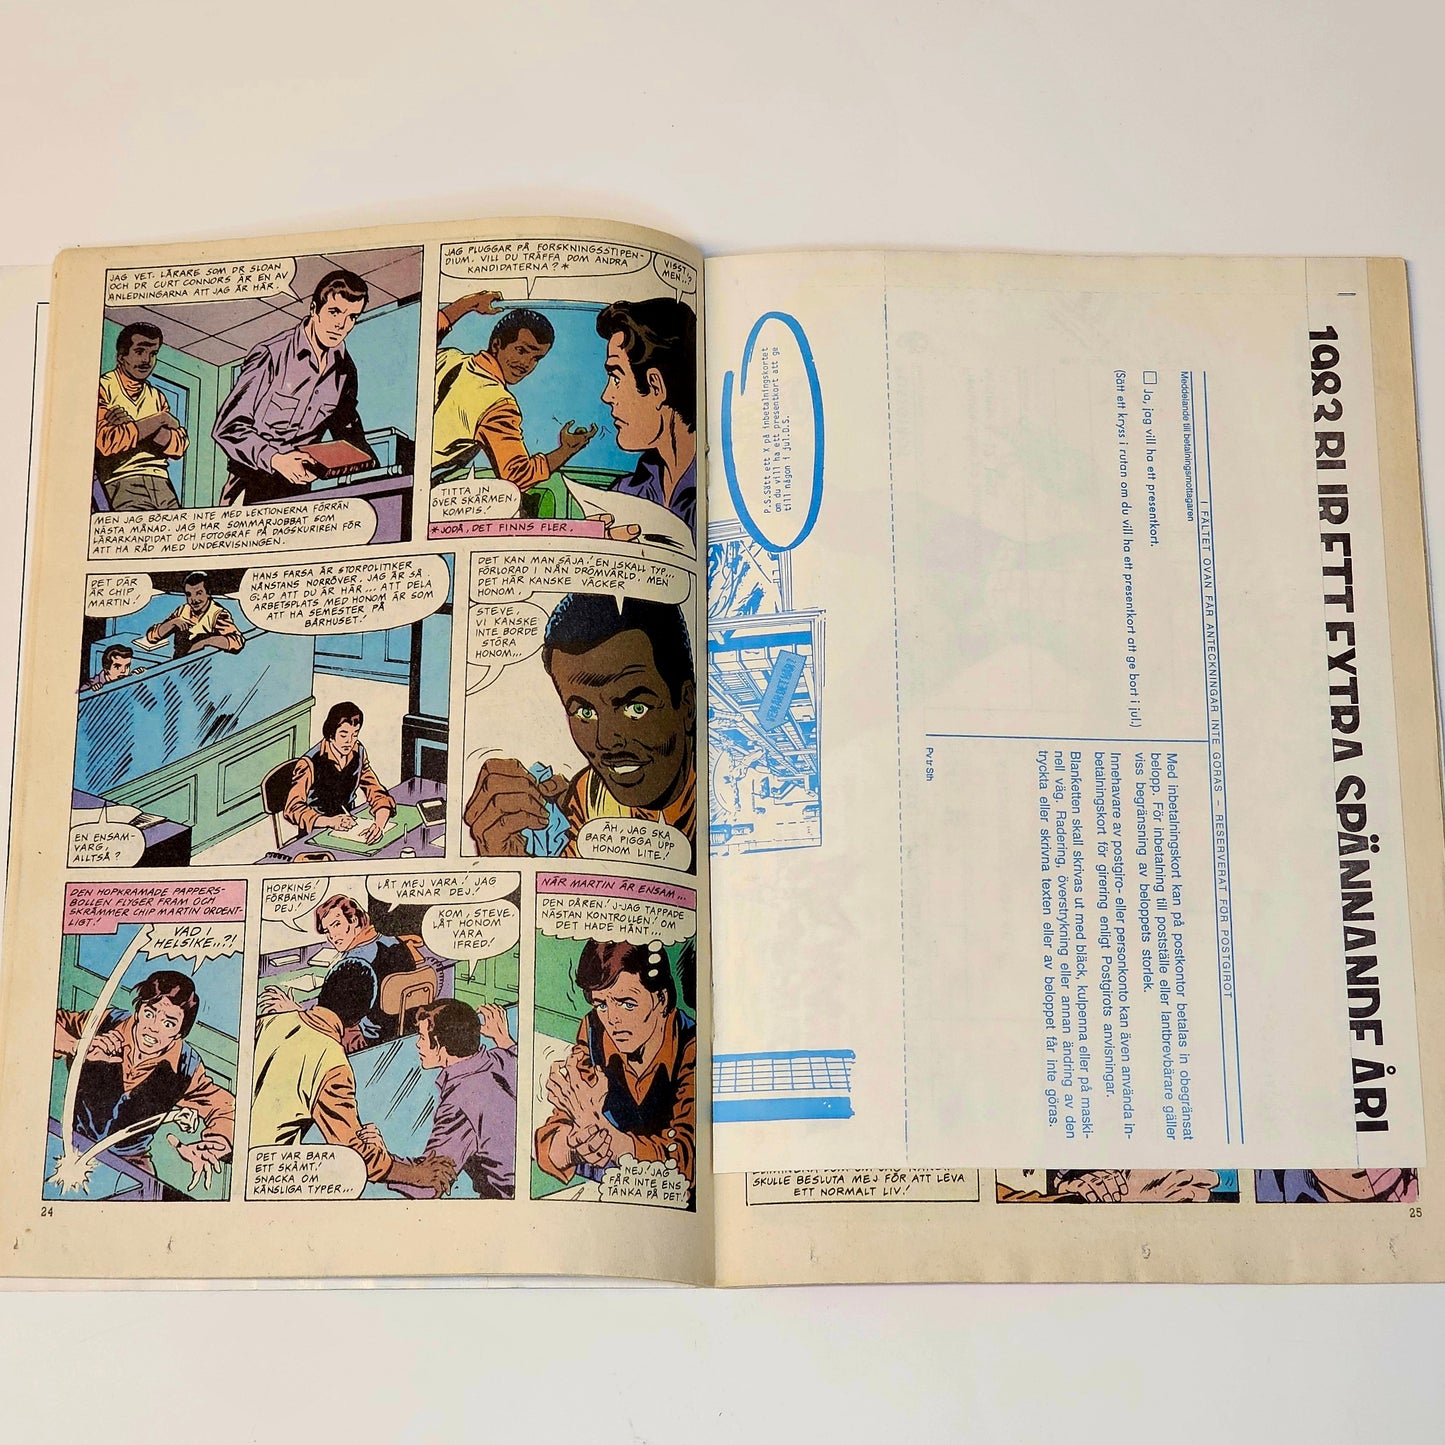 JAG VET. LÄRARE SOM DR SLOAN
OCH DR CURT CONNORS ÄR EN AV
ANLEDNINGARNA ATT JAG ÄR HÄR.
MEN JAG BÖRJAR INTE MED LEKTIONERNA FÖRRÄN
NÄSTA MÅNAD. JAG HAR SOMMARJOBBAT SOM
LÄRARKANDIDAT OCH FOTOGRAF PÅ DAGSKURIREN FÖR
ATT HA RÅD MED UNDERVISNINGEN.
JAG PLUGGAR PÅ FORSKNINGSSTIPEN-
DIUM. VILL DU TRÄFFA DOM ANDRA
KANDIDATERNA?*
VISST,
MEN..?
TITTA IN
ÖVER SKÄRMEN,
KOMPIS!
*JODÅ, DET FINNS FLER.
DET DÄR
ÄR CHIP
MARTIN!
HANS FARSA ÄR STORPOLITIKER
NÅNSTANS NORRÖVER. JAG ÄR SÅ
GLAD ATT DU ÄR HÄR... ATT DELA
ARBETSPLATS MED HONOM ÄR SOM
ATT HA SEMESTER PÅ
BÅRHUSET!
EN ENSAM-
VARG,
ALLTSÅ?
DET KAN MAN SÄJA! EN ISKALL TYP...
FÖRLORAD I NÅN DRÖMVÄRLD. MEN
DET HÄR KANSKE VÄCKER
HONOM.
STEVE,
VI KANSKE
INTE BORDE
STÖRA
HONOM...
ÄH, JAG SKA
BARA PIGGA UPP
HONOM LITE!
DEN HOPKRAMADE PAPPERS-
BOLLEN FLYGER FRAM OCH
SKRÄMMER CHIP MARTIN ORDENT-
LIGT!
VAD I
HELSIKE..?!
HOPKINS!
FÖRBANNE
DEJ!
LÅT MEJ VARA! JAG
VARNAR DEJ!
KOM, STEVE.
LÅT HONOM
VARA
IFRED!
DET VAR BARA
ETT SKÄMT!
SNACKA OM
KÄNSLIGA TYPER...
NÄR MARTIN ÄR ENSAM...
DEN DÅREN! J-JAG TAPPADE
NÄSTAN KONTROLLEN! OM
DET HADE HÄNT...
NEJ! JAG
FÅR INTE ENS
TÄNKA PÅ DET!
24
P.S.Sätt ett X på inbetalningskortet
om du vill ha ett presentkort att ge
till någon i jul.D.S.
Meddelande till betalningsmottagaren
Ja, jag vill ha ett presentkort.
(Sätt ett kryss i rutan om du vill ha ett presentkort att ge bort i jul.)
I FÄLTET OVAN FÅR ANTECKNINGAR INTE GÖRAS – RESERVERAT FÖR POSTGIROT
Med inbetalningskort kan på postkontor betalas in obegränsat
belopp. För inbetalning till postställe eller lantbrevbärare gäller
viss begränsning av beloppets storlek.
Innehavare av postgiro- eller personkonto kan även använda in-
betalningskort för girering enligt Postgirots anvisningar.
Blanketten skall skrivas ut med bläck, kulpenna eller på maski-
nell väg. Radering, överstrykning eller annan ändring av den
tryckta eller skrivna texten eller av beloppet får inte göras.
SKULLE BESLUTA MEJ FÖR ATT LEVA
ETT NORMALT LIV!
25